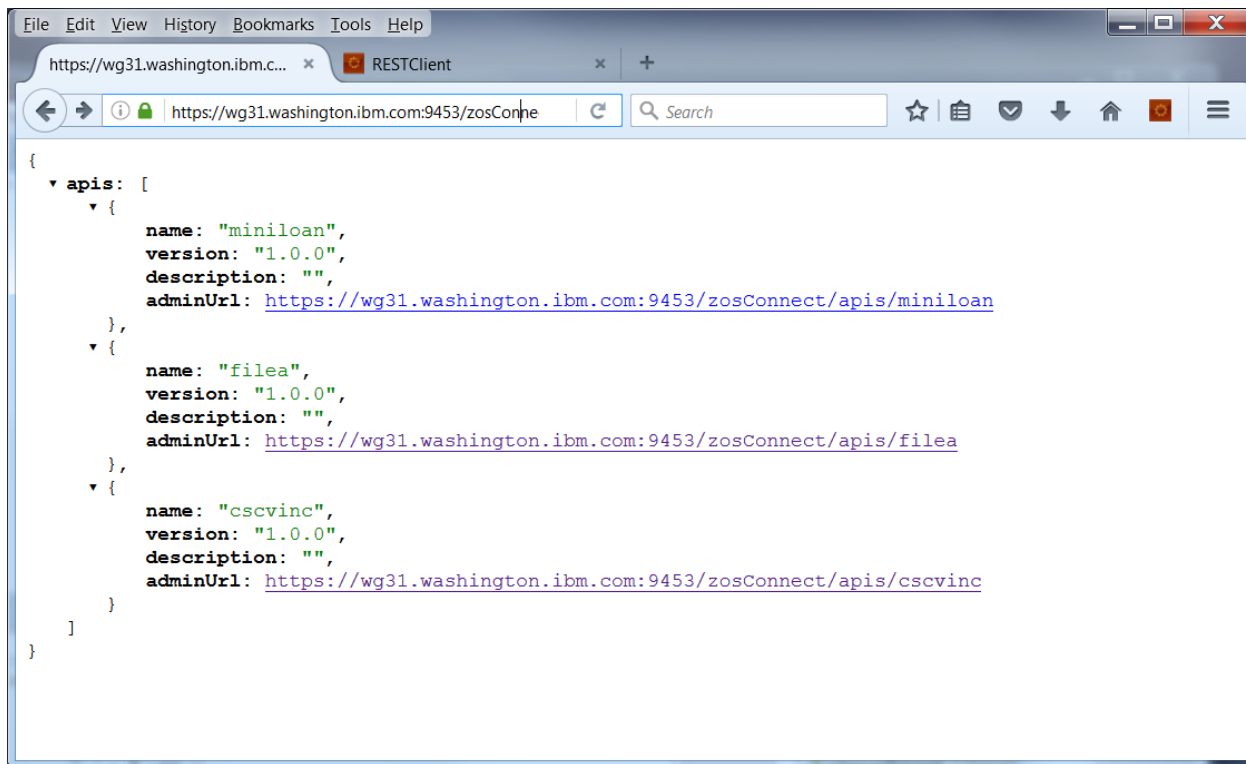 File Edit View History Bookmarks Tools Help
https://wg31.washington.ibm.c... × RESTClient × +
https://wg31.washington.ibm.com:9453/zosConne Search
{
▾ apis: [
▾ {
name: "miniloan",
version: "1.0.0",
description: "",
adminUrl: https://wg31.washington.ibm.com:9453/zosConnect/apis/miniloan
},
▾ {
name: "filea",
version: "1.0.0",
description: "",
adminUrl: https://wg31.washington.ibm.com:9453/zosConnect/apis/filea
},
▾ {
name: "cscvinc",
version: "1.0.0",
description: "",
adminUrl: https://wg31.washington.ibm.com:9453/zosConnect/apis/cscvinc
}
]
}